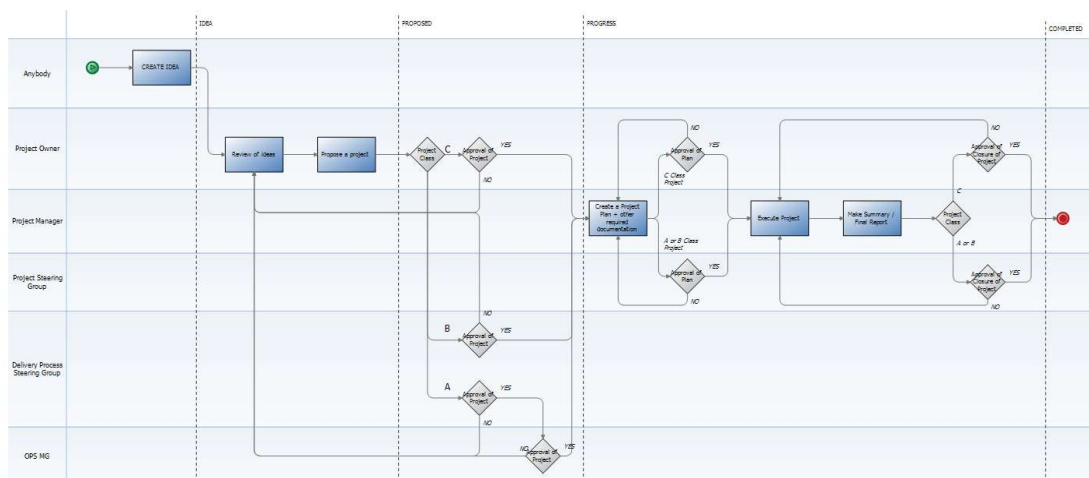 IDEA
PROPOSED
PROGRESS
COMPLETED
Anybody
CREATE IDEA
Project Owner
Review of Ideas
Propose a project
Project
Class
C
Approval of
Project
YES
NO
NO
Approval of
Plan
YES
C Class
Project
NO
Approval of
Closure of
Project
YES
C
Project Manager
Create a Project
Plan + other
required
documentation
Execute Project
Make Summary /
Final Report
Project
Class
A or B Class
Project
A or B
Project Steering
Group
Approval of
Plan
YES
NO
Approval of
Closure of
Project
YES
NO
Delivery Process
Steering Group
NO
B
Approval of
Project
YES
A
Approval of
Project
YES
NO
OPS MG
NO
Approval of
Project
YES